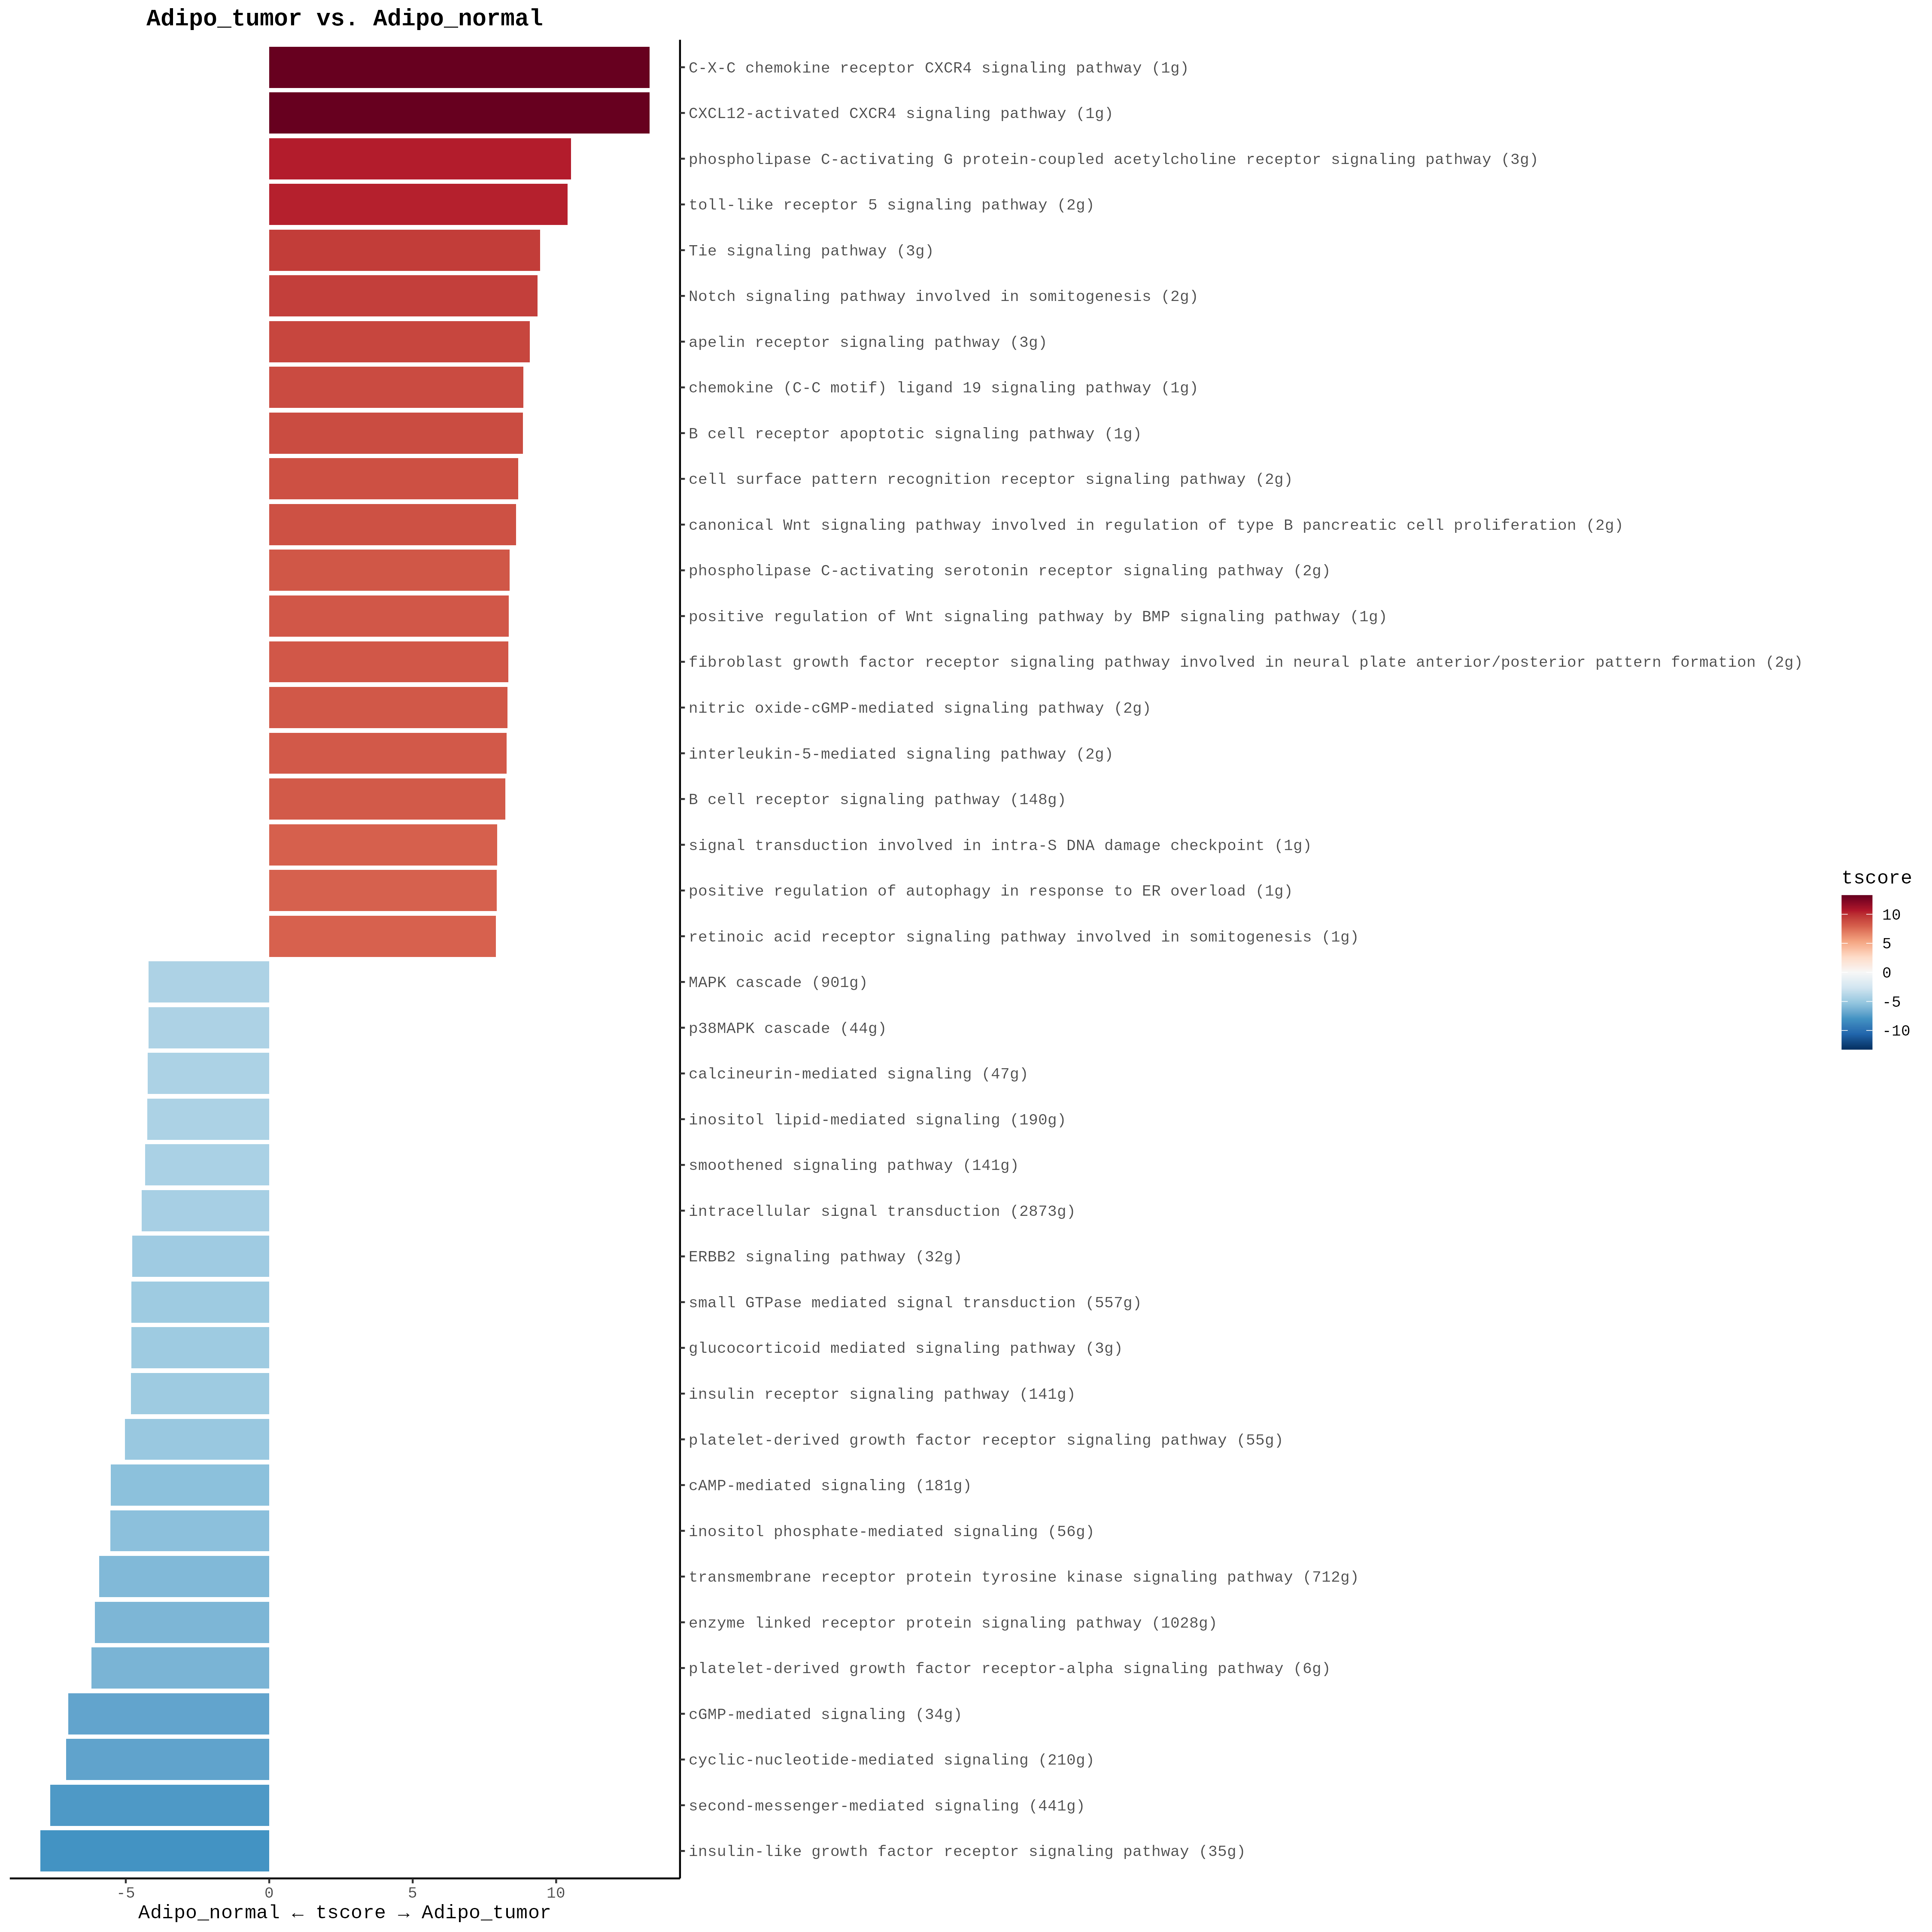 Adipo_tumor vs. Adipo_normal
C-X-C chemokine receptor CXCR4 signaling pathway (1g)
CXCL12-activated CXCR4 signaling pathway (1g)
phospholipase C-activating G protein-coupled acetylcholine receptor signaling pathway (3g)
toll-like receptor 5 signaling pathway (2g)
Tie signaling pathway (3g)
Notch signaling pathway involved in somitogenesis (2g)
apelin receptor signaling pathway (3g)
chemokine (C-C motif) ligand 19 signaling pathway (1g)
B cell receptor apoptotic signaling pathway (1g)
cell surface pattern recognition receptor signaling pathway (2g)
canonical Wnt signaling pathway involved in regulation of type B pancreatic cell proliferation (2g)
phospholipase C-activating serotonin receptor signaling pathway (2g)
positive regulation of Wnt signaling pathway by BMP signaling pathway (1g)
fibroblast growth factor receptor signaling pathway involved in neural plate anterior/posterior pattern formation (2g)
nitric oxide-cGMP-mediated signaling pathway (2g)
interleukin-5-mediated signaling pathway (2g)
B cell receptor signaling pathway (148g)
signal transduction involved in intra-S DNA damage checkpoint (1g)
positive regulation of autophagy in response to ER overload (1g)
retinoic acid receptor signaling pathway involved in somitogenesis (1g)
MAPK cascade (901g)
p38MAPK cascade (44g)
calcineurin-mediated signaling (47g)
inositol lipid-mediated signaling (190g)
smoothened signaling pathway (141g)
intracellular signal transduction (2873g)
ERBB2 signaling pathway (32g)
small GTPase mediated signal transduction (557g)
glucocorticoid mediated signaling pathway (3g)
insulin receptor signaling pathway (141g)
platelet-derived growth factor receptor signaling pathway (55g)
cAMP-mediated signaling (181g)
inositol phosphate-mediated signaling (56g)
transmembrane receptor protein tyrosine kinase signaling pathway (712g)
enzyme linked receptor protein signaling pathway (1028g)
platelet-derived growth factor receptor-alpha signaling pathway (6g)
cGMP-mediated signaling (34g)
cyclic-nucleotide-mediated signaling (210g)
second-messenger-mediated signaling (441g)
insulin-like growth factor receptor signaling pathway (35g)
-5 0 5 10
Adipo_normal ← tscore → Adipo_tumor
tscore
10
5
0
-5
-10